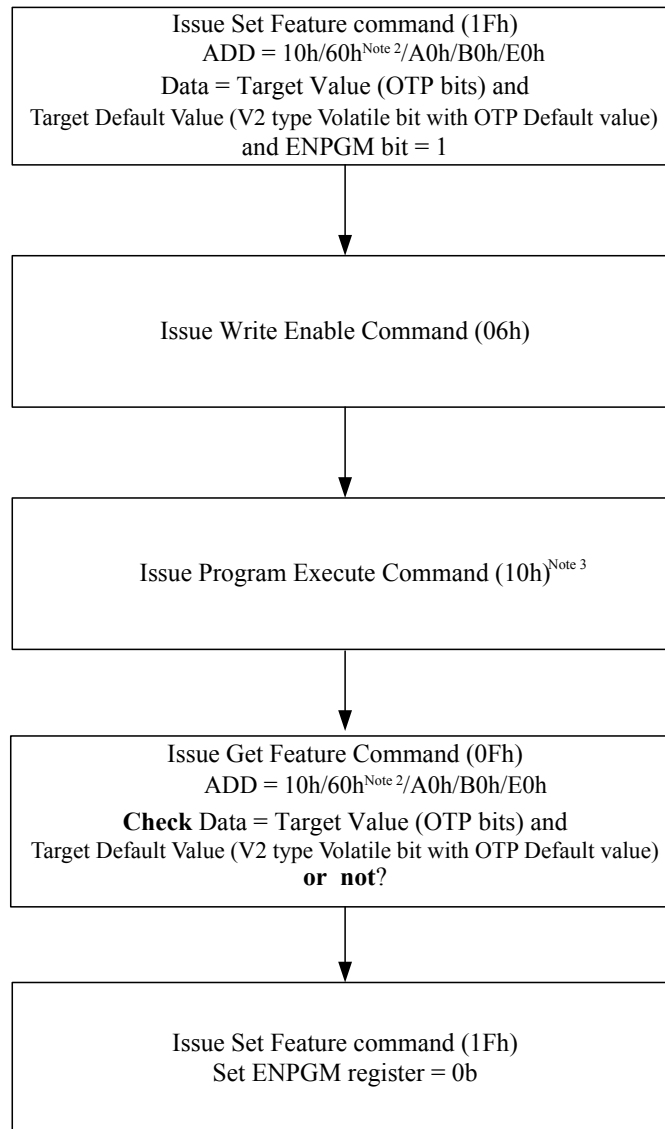 Issue Set Feature command (1Fh)
ADD = 10h/60hNote 2/A0h/B0h/E0h
Data = Target Value (OTP bits) and
Target Default Value (V2 type Volatile bit with OTP Default value)
and ENPGM bit = 1
Issue Write Enable Command (06h)
Issue Program Execute Command (10h)Note 3
Issue Get Feature Command (0Fh)
ADD = 10h/60hNote 2/A0h/B0h/E0h
Check Data = Target Value (OTP bits) and
Target Default Value (V2 type Volatile bit with OTP Default value)
or not?
Issue Set Feature command (1Fh)
Set ENPGM register = 0b